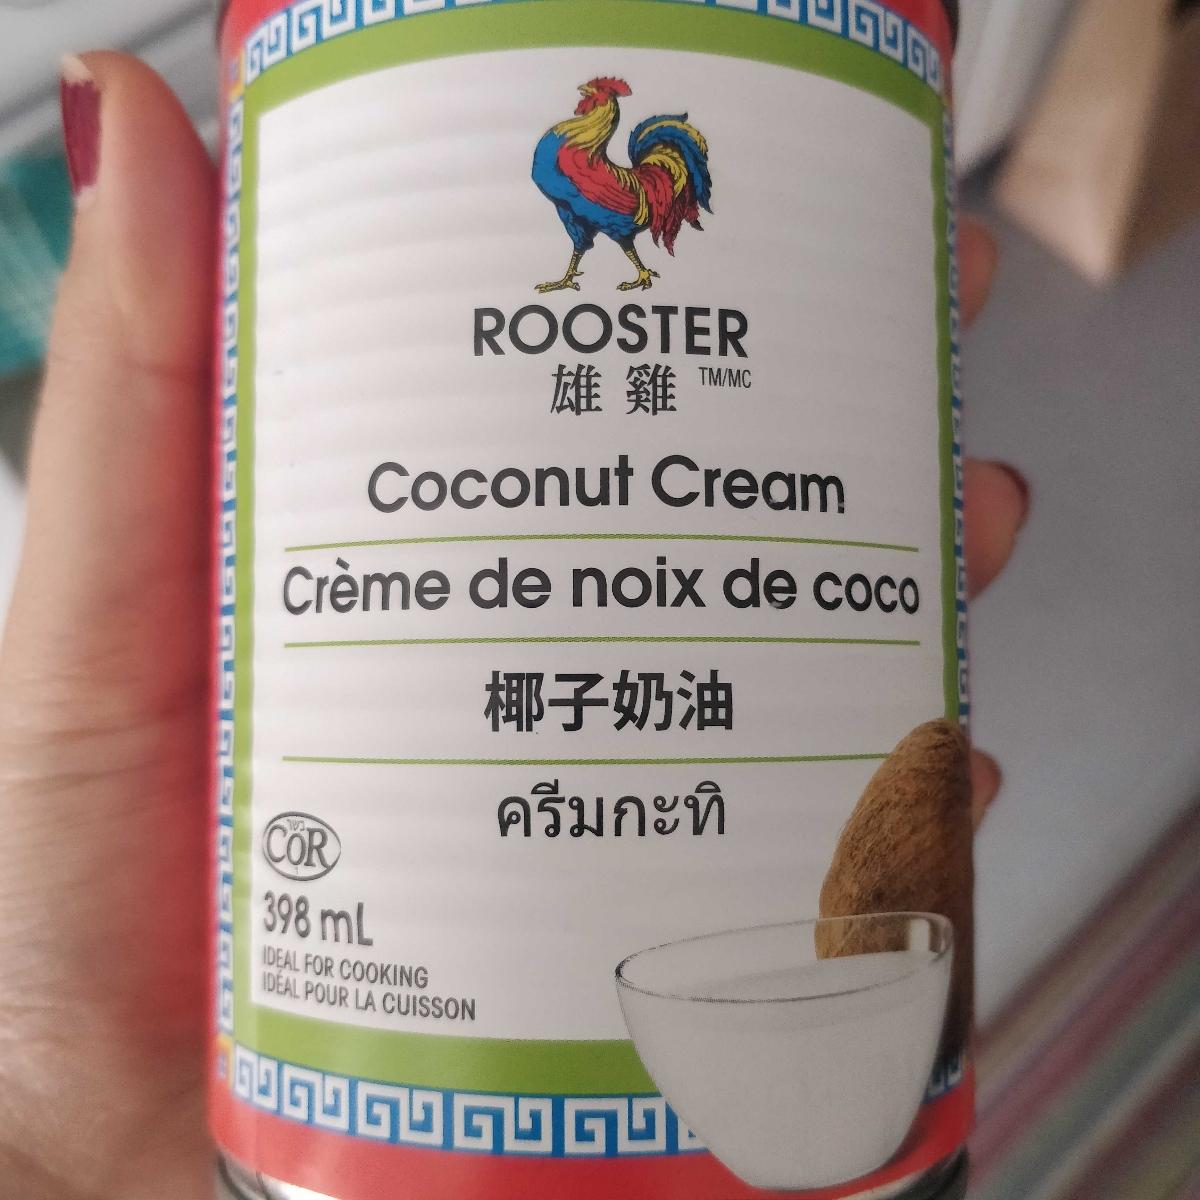 ROOSTER
雄雞 TM/MC
Coconut Cream
Crème de noix de coco
椰子奶油
ครีมกะทิ
כשר
COR
398 mL
IDEAL FOR COOKING
IDÉAL POUR LA CUISSON